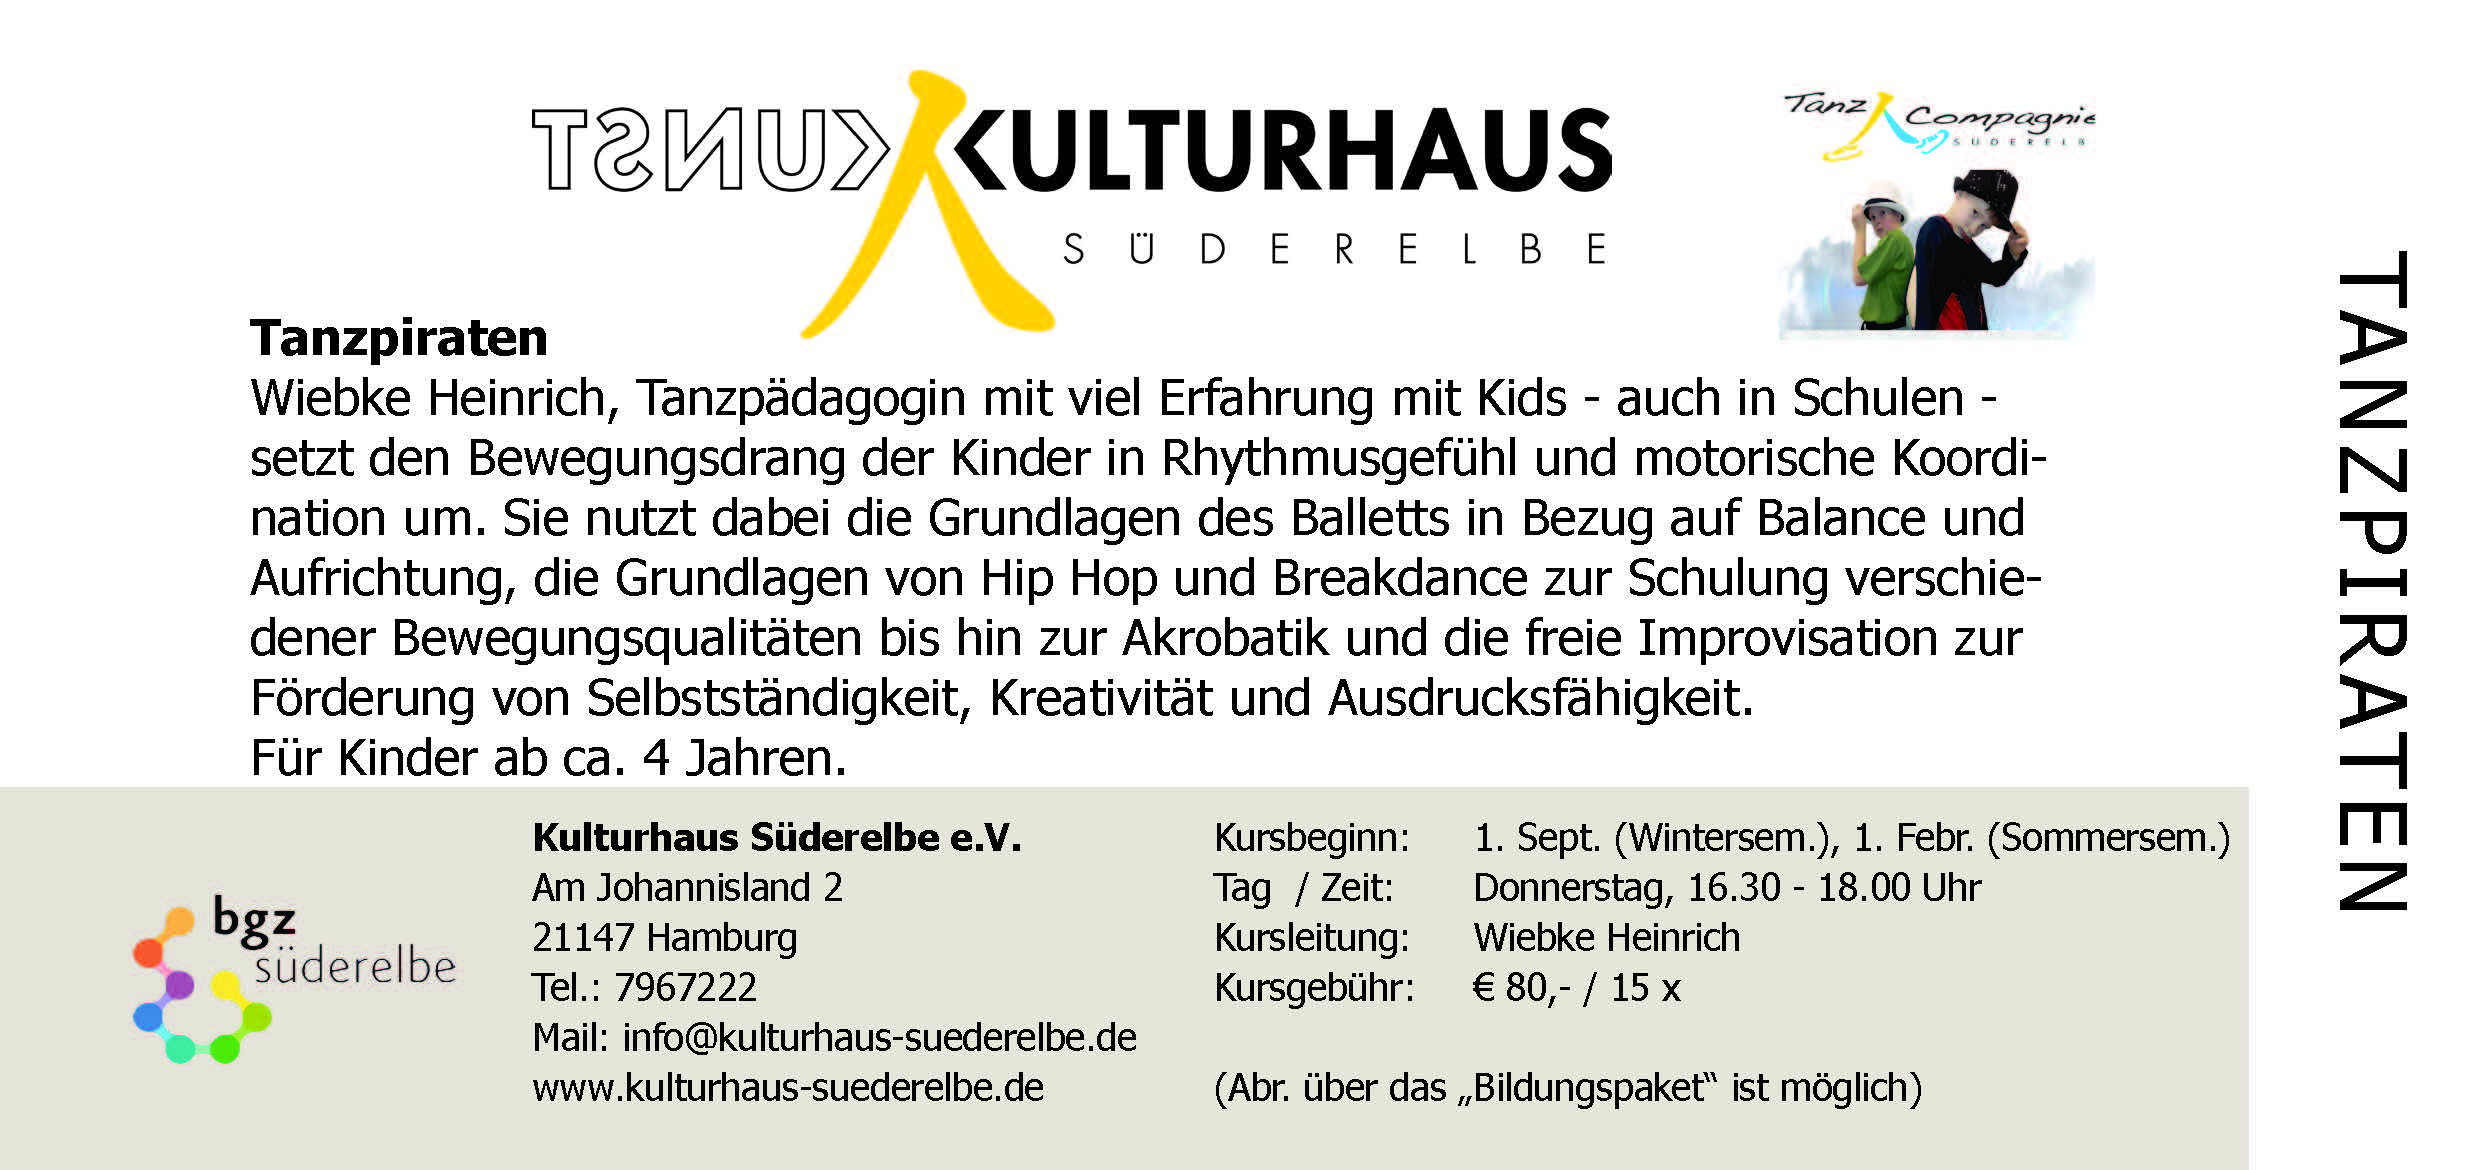 KUNST KULTURHAUS
SÜDERELBE
Tanz Compagnie
SÜDERELB
Tanzpiraten
Wiebke Heinrich, Tanzpädagogin mit viel Erfahrung mit Kids - auch in Schulen -
setzt den Bewegungsdrang der Kinder in Rhythmusgefühl und motorische Koordi-
nation um. Sie nutzt dabei die Grundlagen des Balletts in Bezug auf Balance und
Aufrichtung, die Grundlagen von Hip Hop und Breakdance zur Schulung verschie-
dener Bewegungsqualitäten bis hin zur Akrobatik und die freie Improvisation zur
Förderung von Selbstständigkeit, Kreativität und Ausdrucksfähigkeit.
Für Kinder ab ca. 4 Jahren.
TANZPIRATEN
bgz
süderelbe
Kulturhaus Süderelbe e.V.
Am Johannisland 2
21147 Hamburg
Tel.: 7967222
Mail: info@kulturhaus-suederelbe.de
www.kulturhaus-suederelbe.de
Kursbeginn: 1. Sept. (Wintersem.), 1. Febr. (Sommersem.)
Tag / Zeit: Donnerstag, 16.30 - 18.00 Uhr
Kursleitung: Wiebke Heinrich
Kursgebühr: € 80,- / 15 x
(Abr. über das „Bildungspaket“ ist möglich)